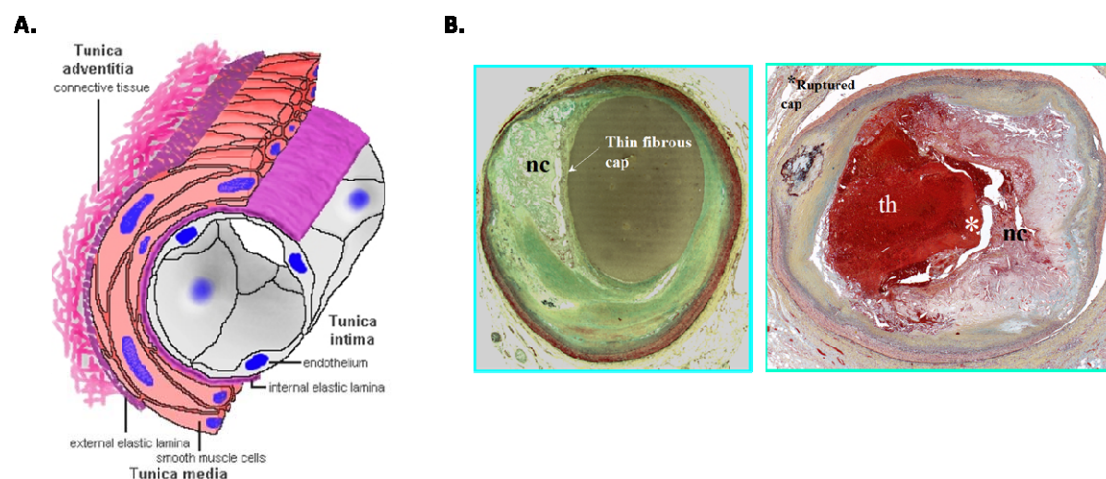 A.
Tunica
adventitia
connective tissue
Tunica
intima
endothelium
internal elastic lamina
external elastic lamina
smooth muscle cells
Tunica media
B.
nc
Thin fibrous
cap
*Ruptured
cap
th
*
nc